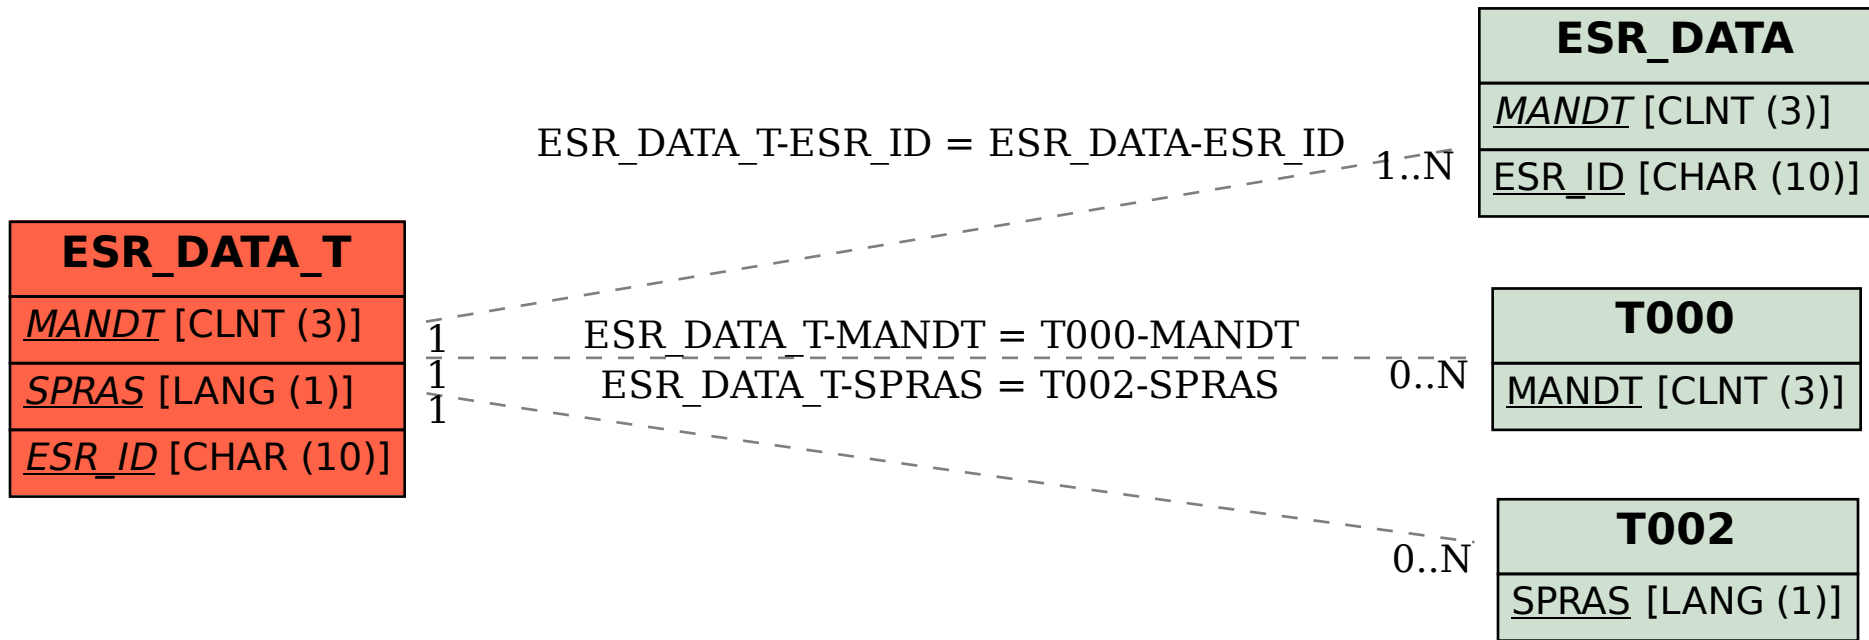 ESR_DATA
MANDT [CLNT (3)]
ESR_ID [CHAR (10)]
ESR_DATA_T-ESR_ID = ESR_DATA-ESR_ID
1..N
ESR_DATA_T
MANDT [CLNT (3)]
SPRAS [LANG (1)]
ESR_ID [CHAR (10)]
1
ESR_DATA_T-MANDT = T000-MANDT
1
0..N
ESR_DATA_T-SPRAS = T002-SPRAS
1
0..N
T000
MANDT [CLNT (3)]
T002
SPRAS [LANG (1)]